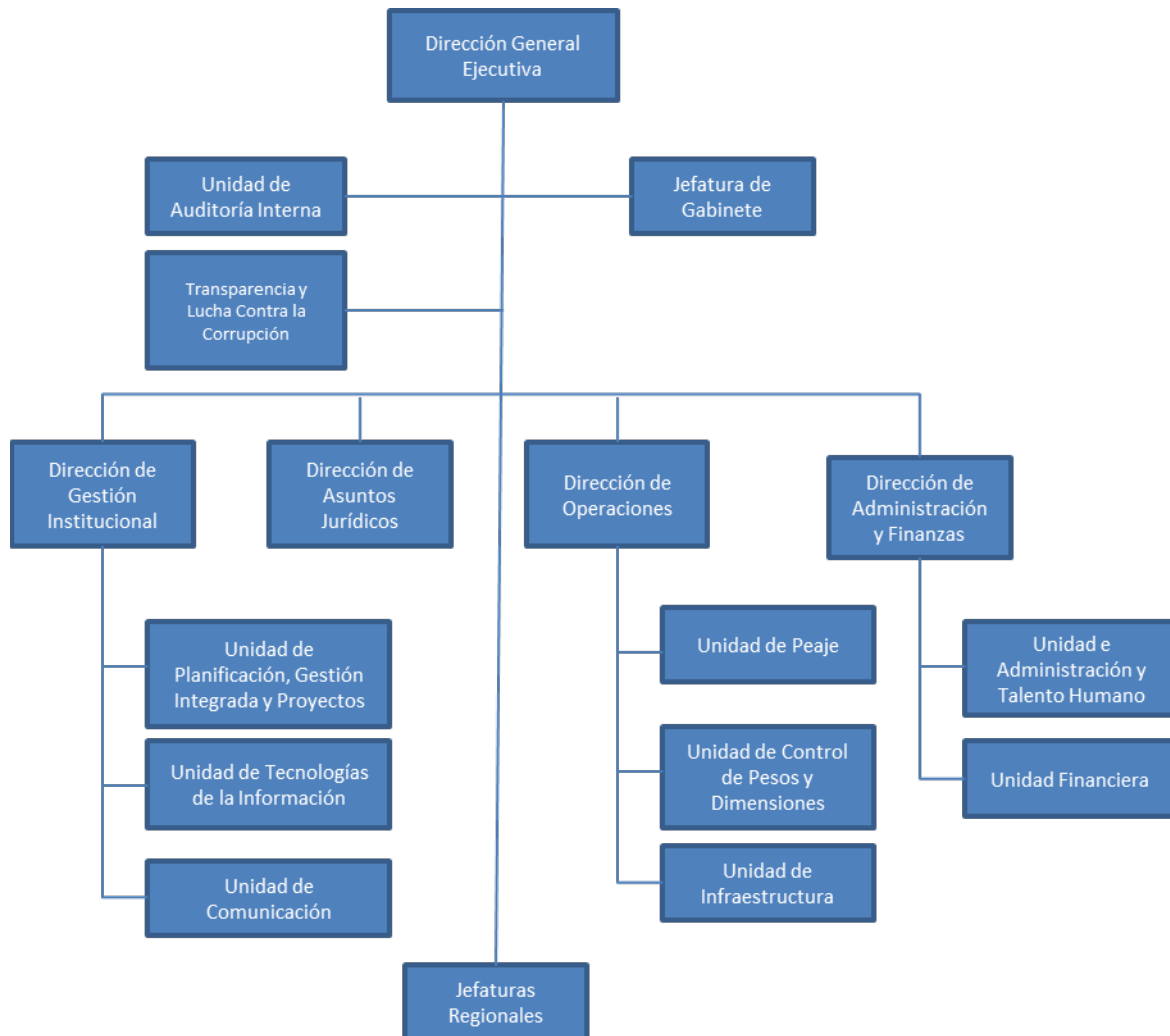 Dirección General
Ejecutiva
Unidad de
Auditoría Interna
Jefatura de
Gabinete
Transparencia y
Lucha Contra la
Corrupción
Dirección de
Gestión
Institucional
Dirección de
Asuntos
Jurídicos
Dirección de
Operaciones
Dirección de
Administración
y Finanzas
Unidad de
Planificación, Gestión
Integrada y Proyectos
Unidad de Tecnologías
de la Información
Unidad de
Comunicación
Unidad de Peaje
Unidad de Control
de Pesos y
Dimensiones
Unidad de
Infraestructura
Unidad e
Administración y
Talento Humano
Unidad Financiera
Jefaturas
Regionales